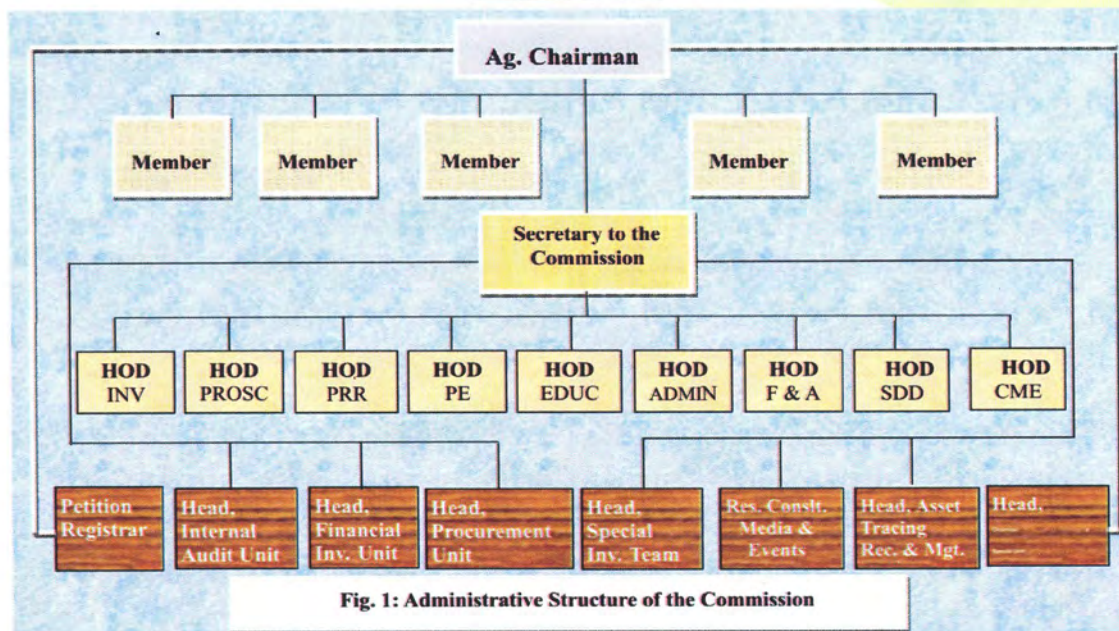 Ag. Chairman
Member
Member
Member
Member
Member
Secretary to the
Commission
HOD
INV
HOD
PROSC
HOD
PRR
HOD
PE
HOD
EDUC
HOD
ADMIN
HOD
F & A
HOD
SDD
HOD
CME
Petition
Registrar
Head,
Internal
Audit Unit
Head,
Financial
Inv. Unit
Head,
Procurement
Unit
Head,
Special
Inv. Team
Res. Conslt.
Media &
Events
Head, Asset
Tracing
Rec. & Mgt.
Head,
Fig. 1: Administrative Structure of the Commission